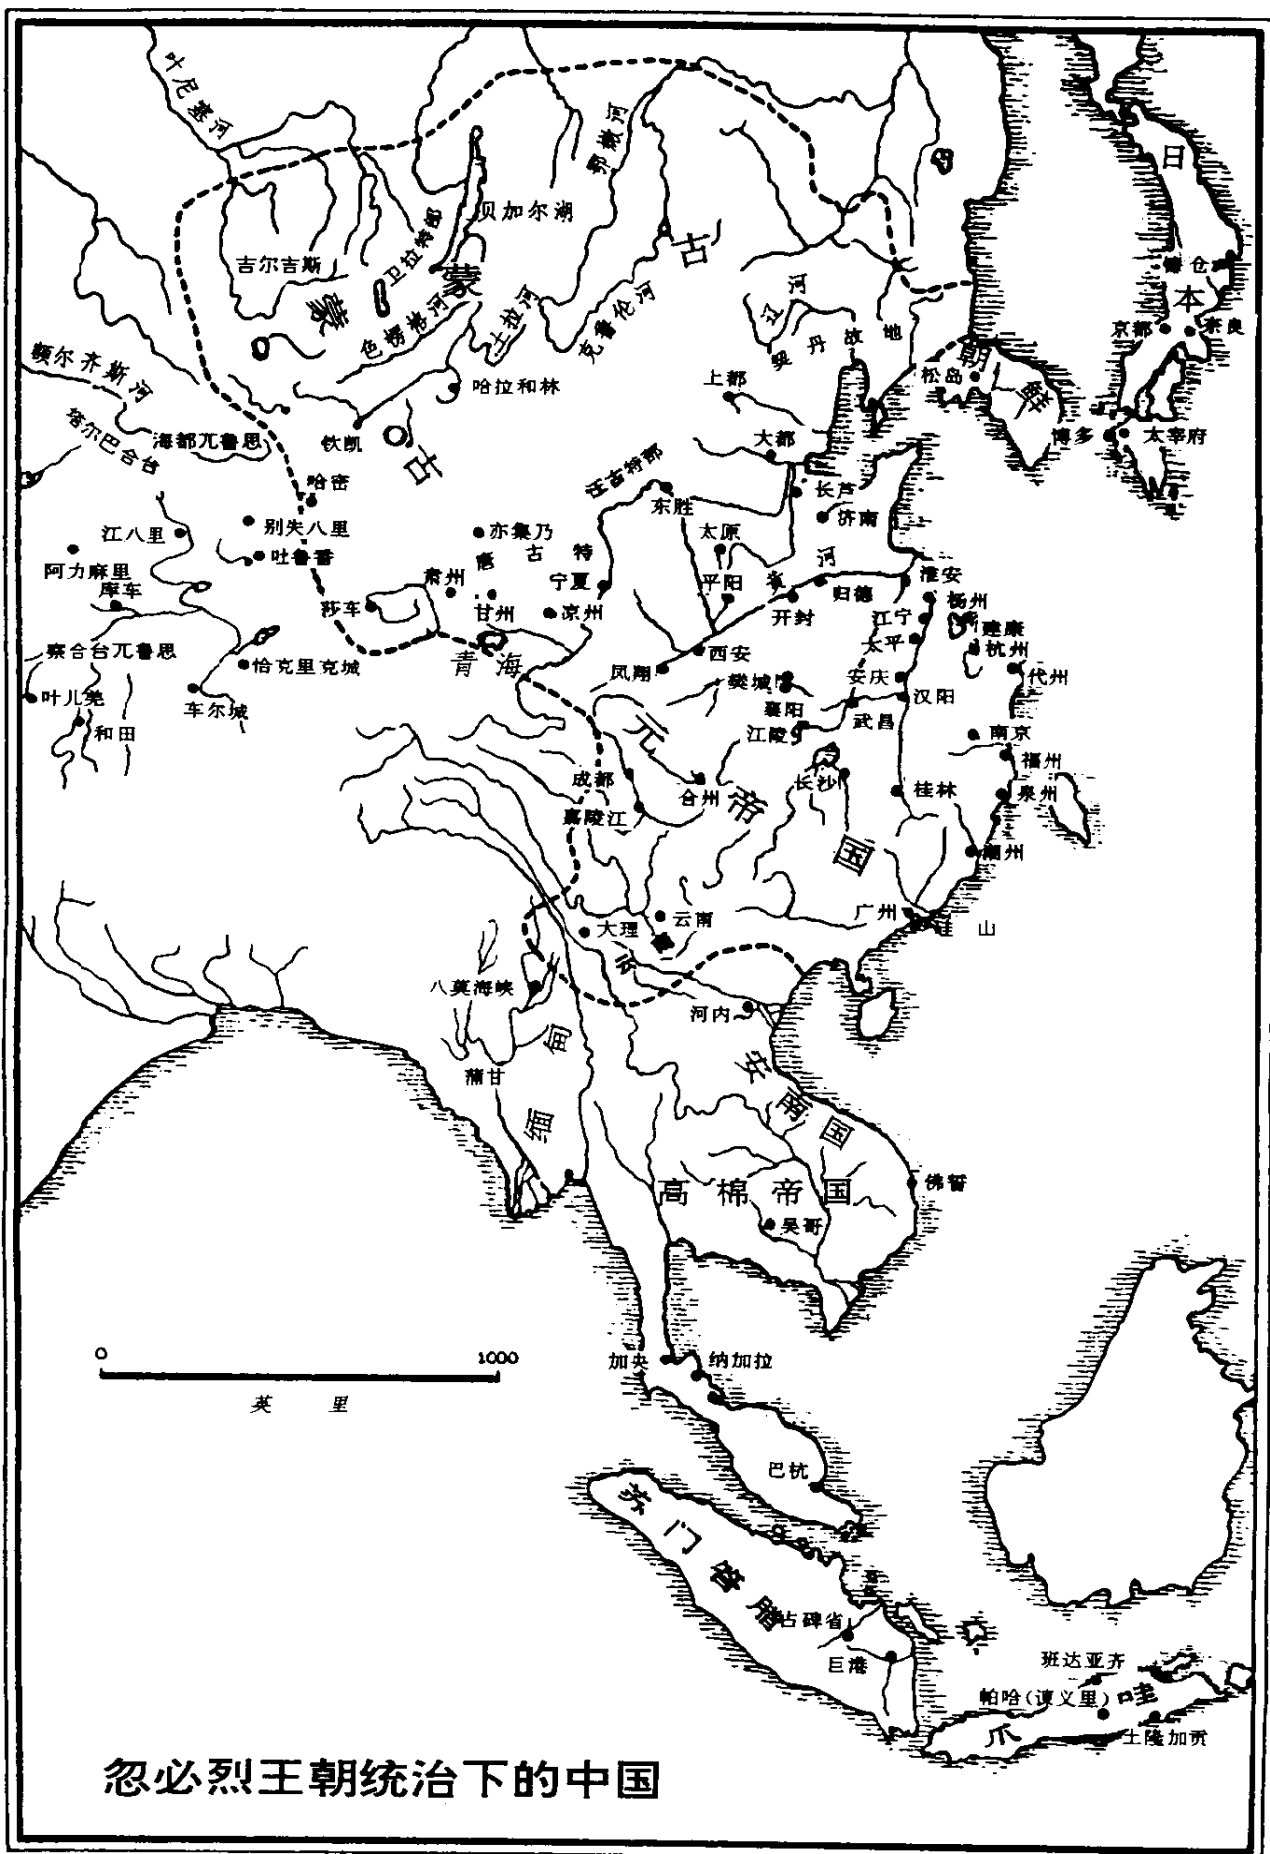 叶尼塞河
鄂嫩河
日本
贝加尔湖
卫拉特部
吉尔吉斯
蒙古
蒙古
色楞格河
土拉河
克鲁伦河
辽河
契丹故地
镰仓
京都
奈良
朝鲜
松岛
博多
太宰府
额尔齐斯河
塔尔巴合台
海都兀鲁思
哈拉和林
铁凯
上都
大都
哈密
汪古特部
东胜
长芦
济南
江八里
别失八里
吐鲁番
亦集乃
唐古特
太原
阿力麻里
库车
肃州
宁夏
平阳
河
归德
淮安
莎车
甘州
凉州
开封
江宁
杨州
太平
建康
杭州
察合台兀鲁思
恰克里克城
青海
凤翔
西安
樊城
安庆
代州
叶儿羌
车尔城
和田
襄阳
汉阳
江陵
武昌
南京
福州
元帝国
成都
合州
长沙
桂林
泉州
嘉陵江
潮州
大理
云南
广州
山
八莫海峡
河内
缅甸
蒲甘
安南国
高棉帝国
佛誓
吴哥
0
1000
英里
加央
纳加拉
巴杭
苏门答腊
占碑省
巨港
班达亚齐
帕哈(谏义里)
爪哇
土隆加贡
忽必烈王朝统治下的中国